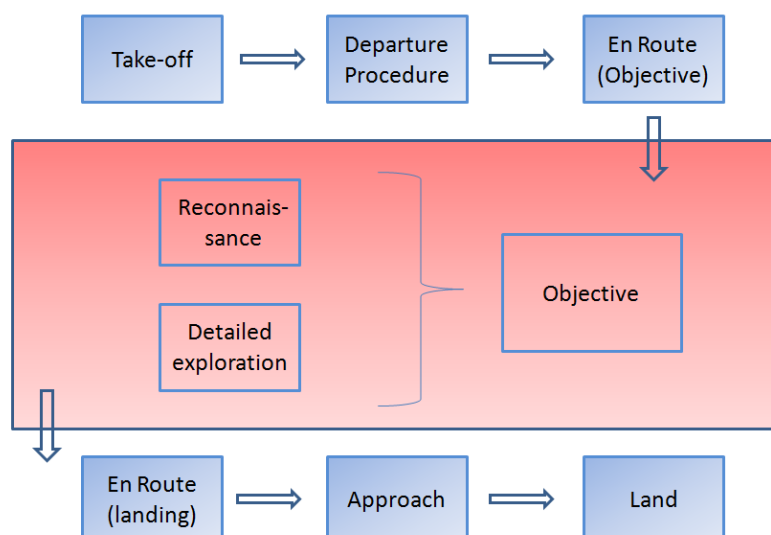 Take-off
Departure
Procedure
En Route
(Objective)
Reconnais-
sance
Objective
Detailed
exploration
En Route
(landing)
Approach
Land